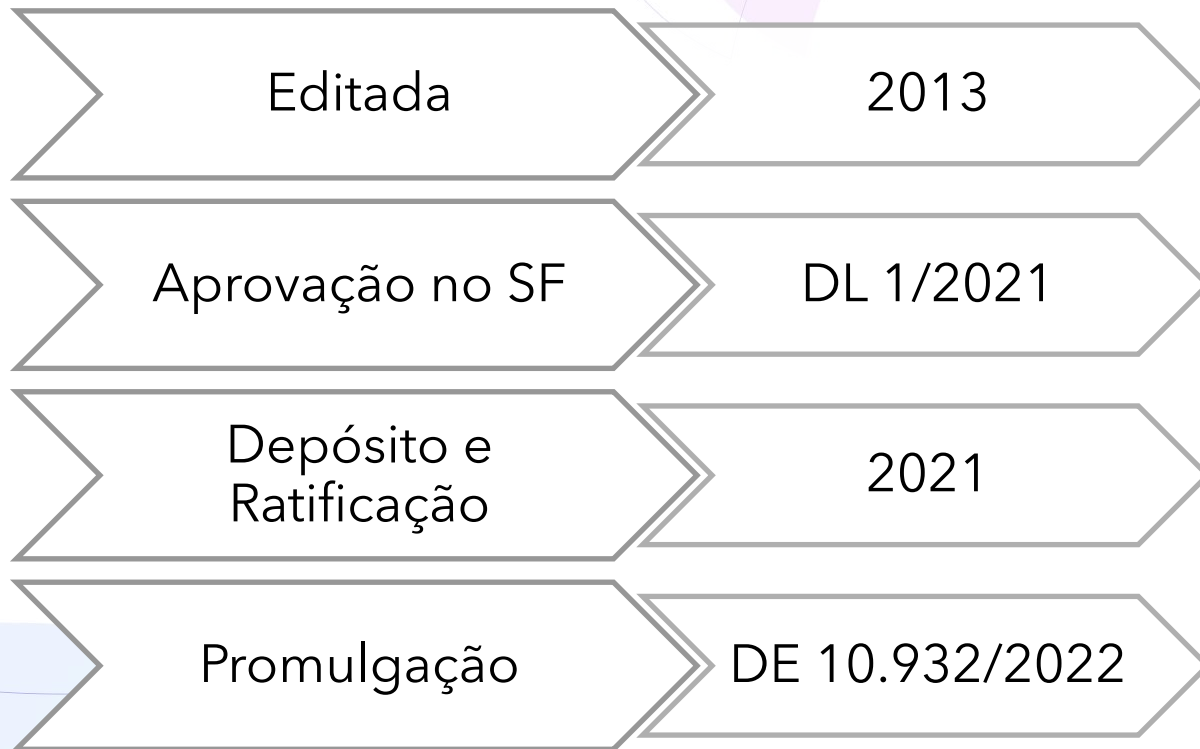 Editada
2013
Aprovação no SF
DL 1/2021
Depósito e
Ratificação
2021
Promulgação
DE 10.932/2022